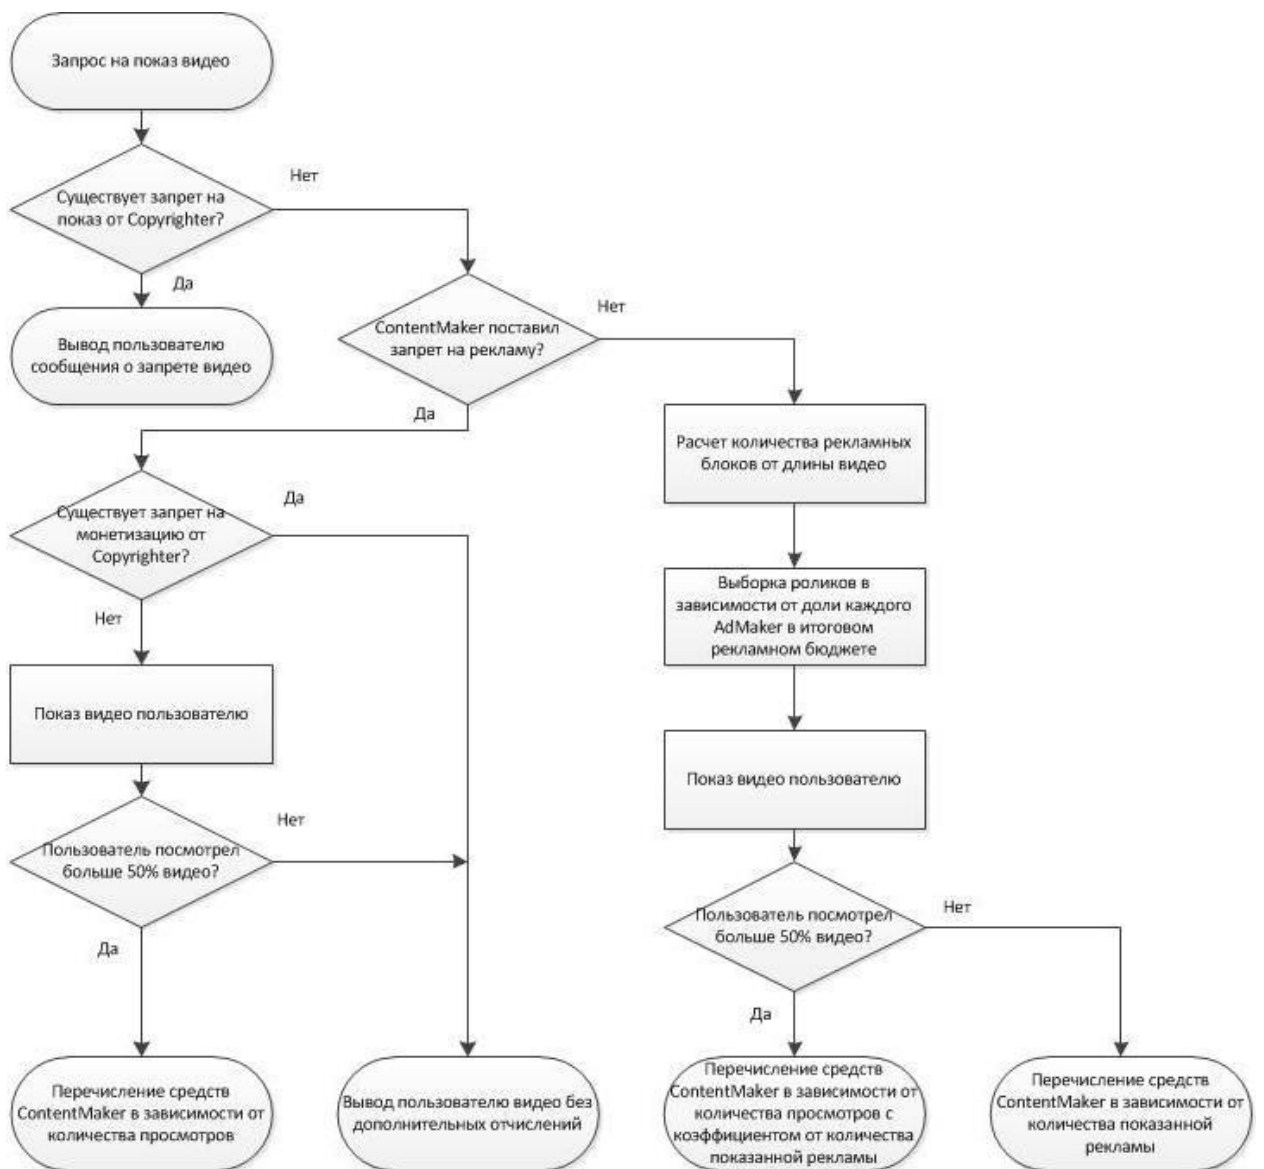 Запрос на показ видео
Нет
Существует запрет на
показ от Copyrighter?
Да
Нет
ContentMaker поставил
запрет на рекламу?
Вывод пользователю
сообщения о запрете видео
Да
Расчет количества рекламных
блоков от длины видео
Да
Существует запрет на
монетизацию от
Copyrighter?
Выборка роликов в
зависимости от доли каждого
AdMaker в итоговом
рекламном бюджете
Нет
Показ видео пользователю
Показ видео пользователю
Нет
Пользователь посмотрел
больше 50% видео?
Нет
Пользователь посмотрел
больше 50% видео?
Да
Да
Перечисление средств
ContentMaker в зависимости от
количества просмотров
Вывод пользователю видео без
дополнительных отчислений
Перечисление средств
ContentMaker в зависимости от
количества просмотров с
коэффициентом от количества
показанной рекламы
Перечисление средств
ContentMaker в зависимости от
количества показанной
рекламы